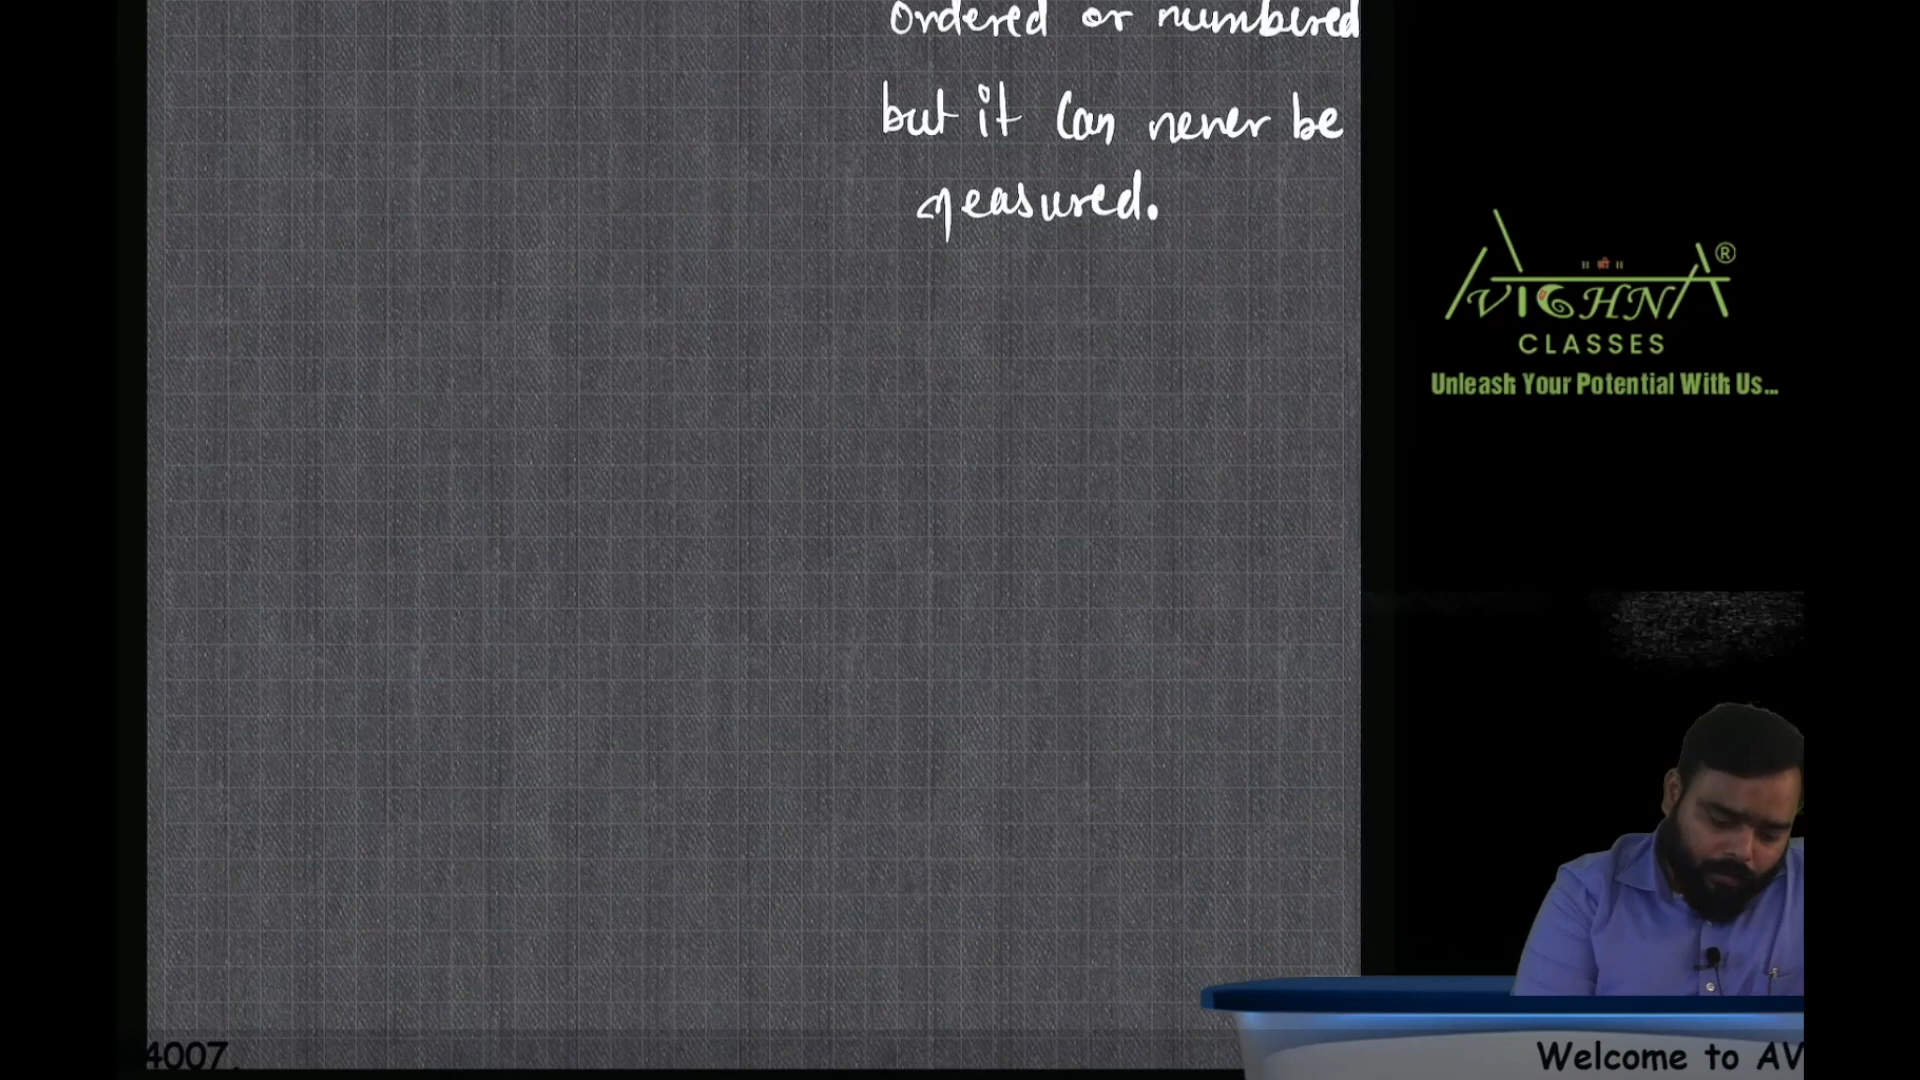 Ordered or numbered
but it can never be
measured.
AVIGHNA®
CLASSES
Unleash Your Potential With Us...
4007.
Welcome to AV